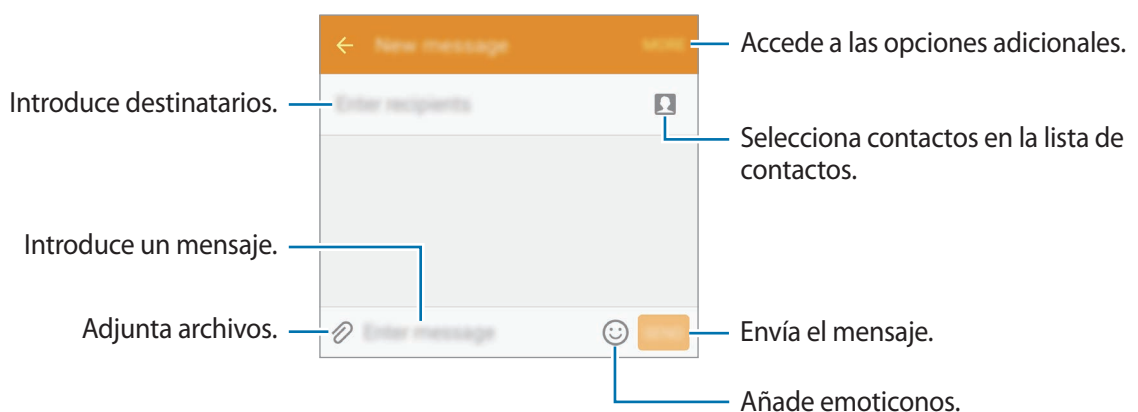 New message
MORE
Accede a las opciones adicionales.
Introduce destinatarios.
Enter recipients
Selecciona contactos en la lista de
contactos.
Introduce un mensaje.
Adjunta archivos.
Enter message
Envía el mensaje.
Añade emoticonos.